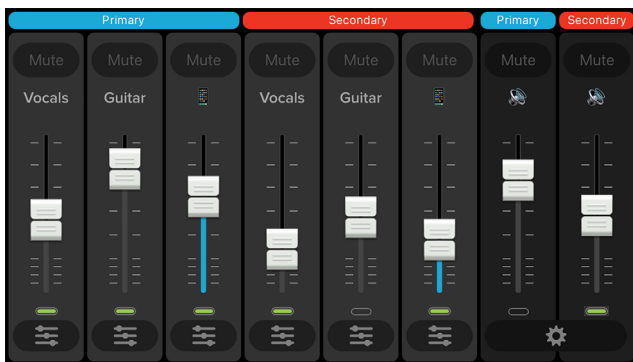 Primary Secondary Primary Secondary
Mute Mute Mute Mute Mute Mute Mute Mute
Vocals Guitar Vocals Guitar